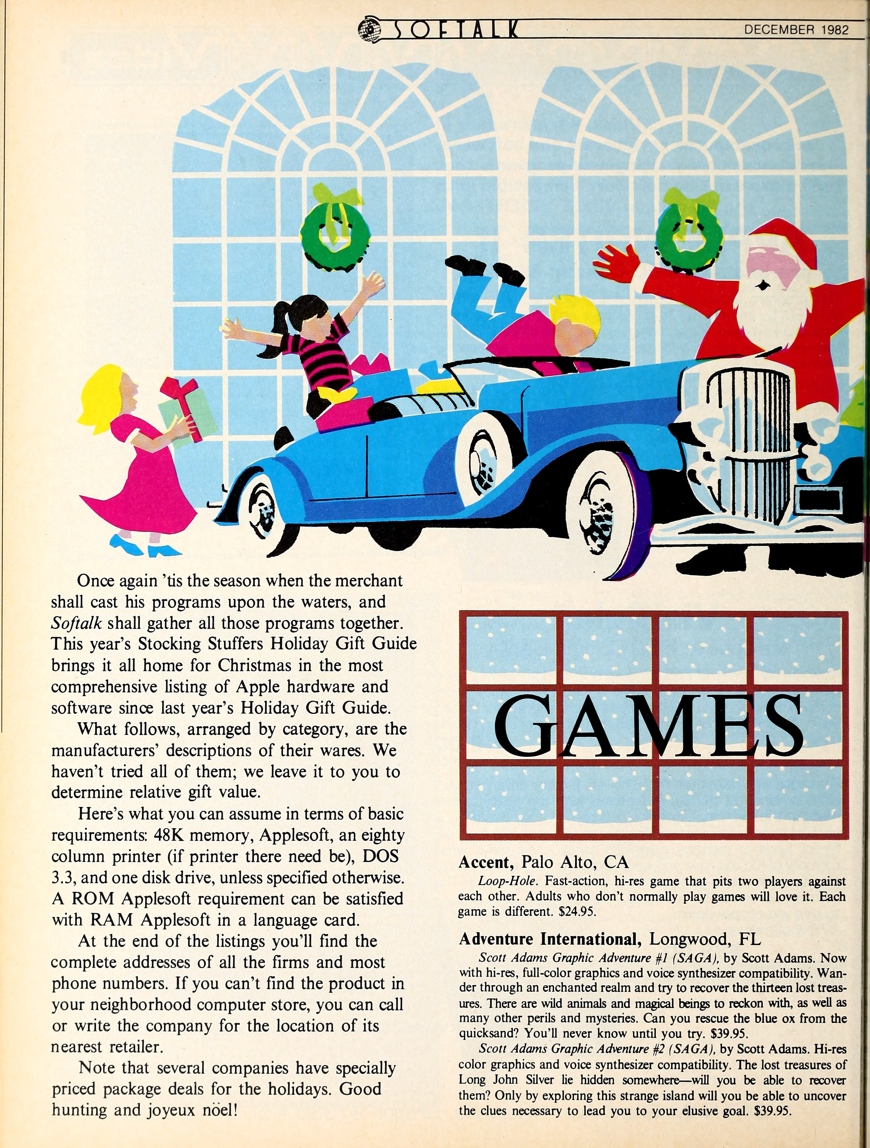 SOFTALK
DECEMBER 1982
Once again 'tis the season when the merchant
shall cast his programs upon the waters, and
Softalk shall gather all those programs together.
This year's Stocking Stuffers Holiday Gift Guide
brings it all home for Christmas in the most
comprehensive listing of Apple hardware and
software since last year's Holiday Gift Guide.
What follows, arranged by category, are the
manufacturers' descriptions of their wares. We
haven't tried all of them; we leave it to you to
determine relative gift value.
Here's what you can assume in terms of basic
requirements: 48K memory, Applesoft, an eighty
column printer (if printer there need be), DOS
3.3, and one disk drive, unless specified otherwise.
A ROM Applesoft requirement can be satisfied
with RAM Applesoft in a language card.
At the end of the listings you'll find the
complete addresses of all the firms and most
phone numbers. If you can't find the product in
your neighborhood computer store, you can call
or write the company for the location of its
nearest retailer.
Note that several companies have specially
priced package deals for the holidays. Good
hunting and joyeux nöel!
GAMES
Accent, Palo Alto, CA
Loop-Hole. Fast-action, hi-res game that pits two players against
each other. Adults who don't normally play games will love it. Each
game is different. $24.95.
Adventure International, Longwood, FL
Scott Adams Graphic Adventure #1 (SAGA), by Scott Adams. Now
with hi-res, full-color graphics and voice synthesizer compatibility. Wan-
der through an enchanted realm and try to recover the thirteen lost treas-
ures. There are wild animals and magical beings to reckon with, as well as
many other perils and mysteries. Can you rescue the blue ox from the
quicksand? You'll never know until you try. $39.95.
Scott Adams Graphic Adventure #2 (SAGA), by Scott Adams. Hi-res
color graphics and voice synthesizer compatibility. The lost treasures of
Long John Silver lie hidden somewhere—will you be able to recover
them? Only by exploring this strange island will you be able to uncover
the clues necessary to lead you to your elusive goal. $39.95.